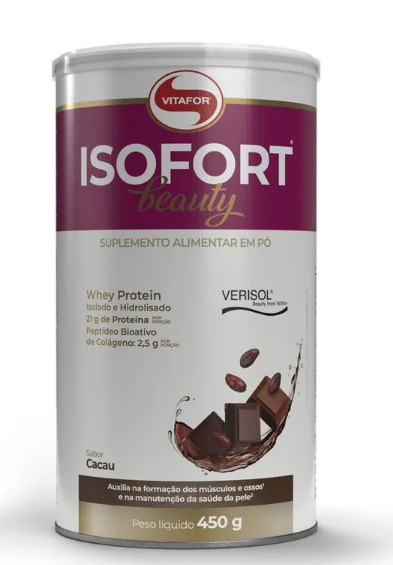 VITAFOR
ISOFORT
beauty
SUPLEMENTO ALIMENTAR EM PÓ
Whey Protein
Isolado e Hidrolisado
21 g de Proteína POR PORÇÃO
Peptídeo Bioativo
de Colágeno: 2,5 g POR PORÇÃO
VERISOL®
Beauty from Within
Sabor
Cacau
Auxilia na formação dos músculos e ossos¹
e na manutenção da saúde da pele²
Peso líquido 450 g